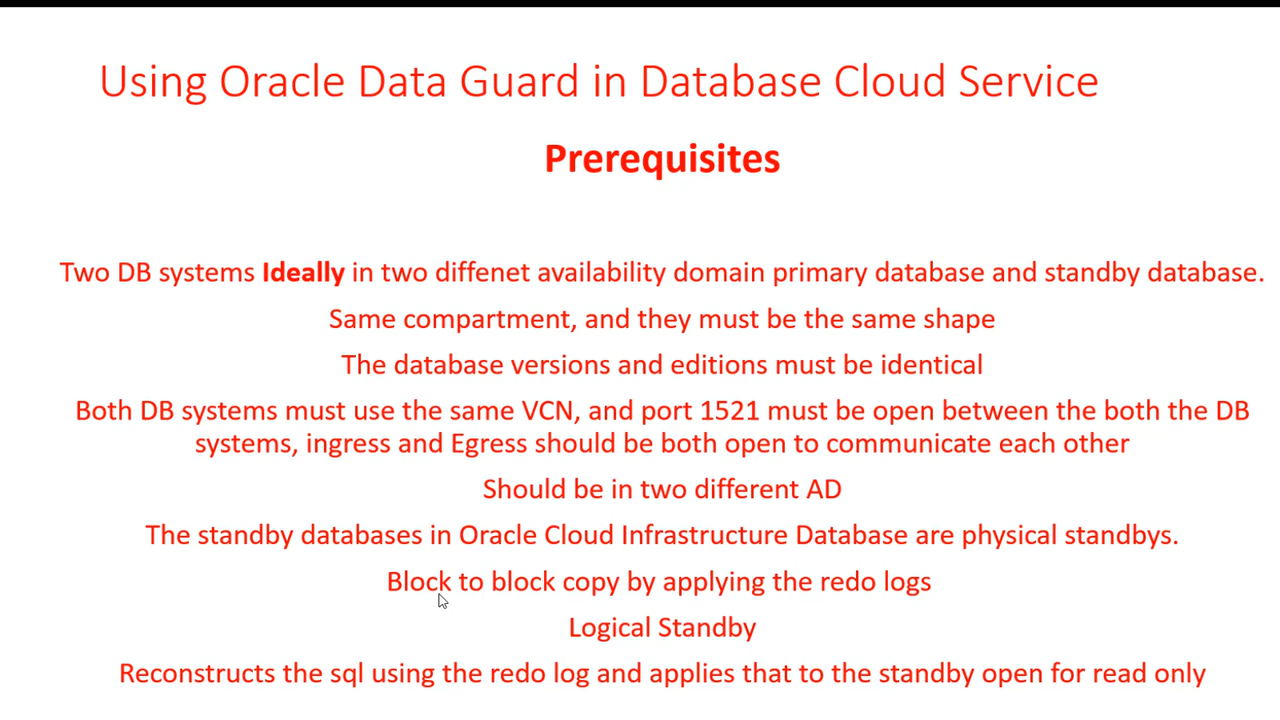 Using Oracle Data Guard in Database Cloud Service
Prerequisites
Two DB systems Ideally in two diffenet availability domain primary database and standby database.
Same compartment, and they must be the same shape
The database versions and editions must be identical
Both DB systems must use the same VCN, and port 1521 must be open between the both the DB
systems, ingress and Egress should be both open to communicate each other
Should be in two different AD
The standby databases in Oracle Cloud Infrastructure Database are physical standbys.
Block to block copy by applying the redo logs
Logical Standby
Reconstructs the sql using the redo log and applies that to the standby open for read only